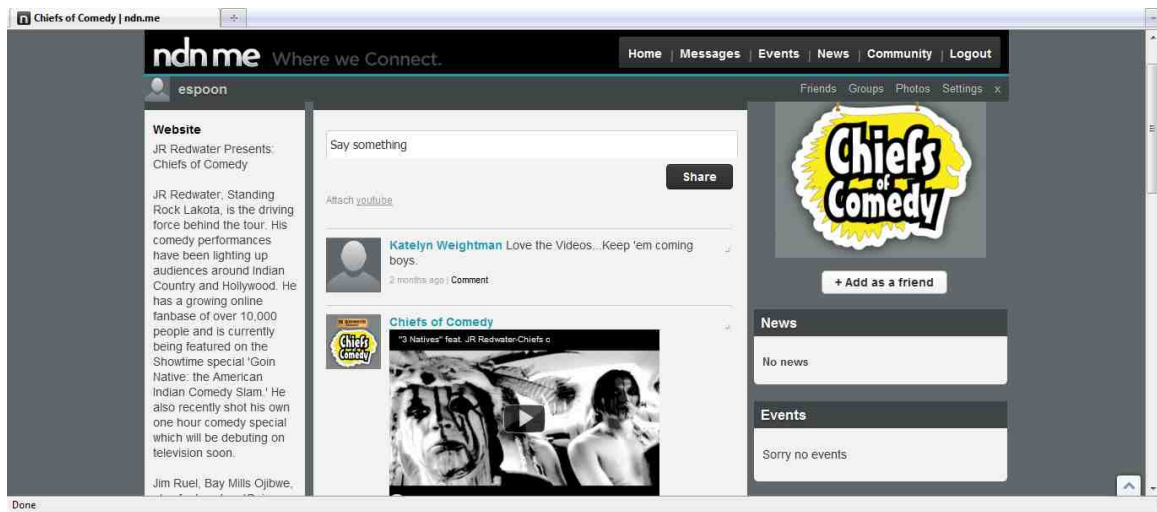 Chiefs of Comedy | ndn.me
ndn me Where we Connect.
Home | Messages | Events | News | Community | Logout
espoon
Friends Groups Photos Settings x
Website
JR Redwater Presents:
Chiefs of Comedy
JR Redwater, Standing
Rock Lakota, is the driving
force behind the tour. His
comedy performances
have been lighting up
audiences around Indian
Country and Hollywood. He
has a growing online
fanbase of over 10,000
people and is currently
being featured on the
Showtime special 'Goin
Native: the American
Indian Comedy Slam.' He
also recently shot his own
one hour comedy special
which will be debuting on
television soon.
Jim Ruel, Bay Mills Ojibwe,
Say something
Share
Attach youtube
Katelyn Weightman Love the Videos...Keep 'em coming
boys.
2 months ago | Comment
Chiefs of Comedy
Chiefs
of
Comedy
"3 Natives" feat. JR Redwater-Chiefs o
Chiefs
of
Comedy
+ Add as a friend
News
No news
Events
Sorry no events
Done